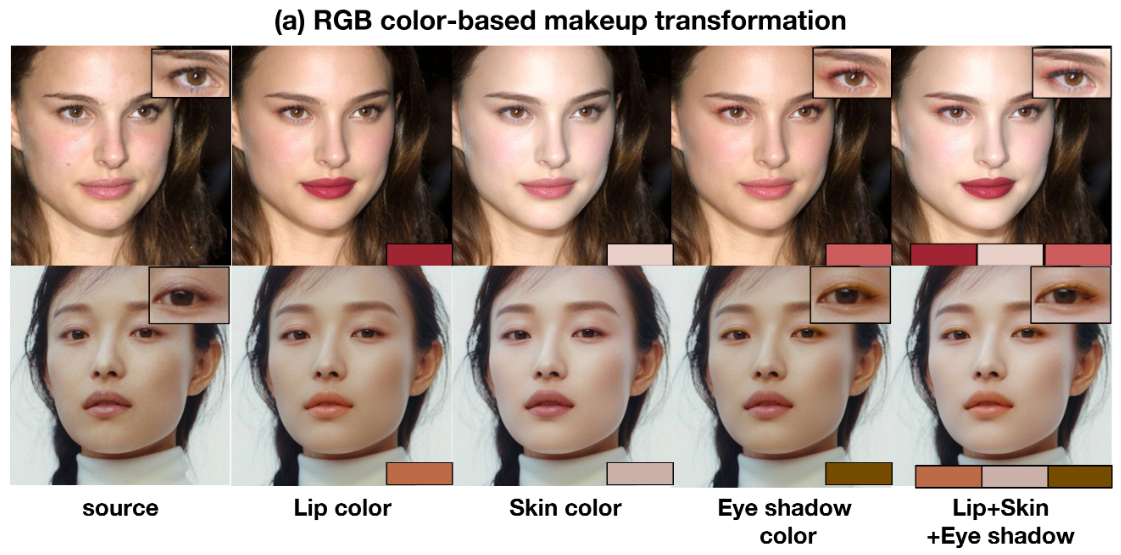 (a) RGB color-based makeup transformation
source
Lip color
Skin color
Eye shadow
color
Lip+Skin
+Eye shadow